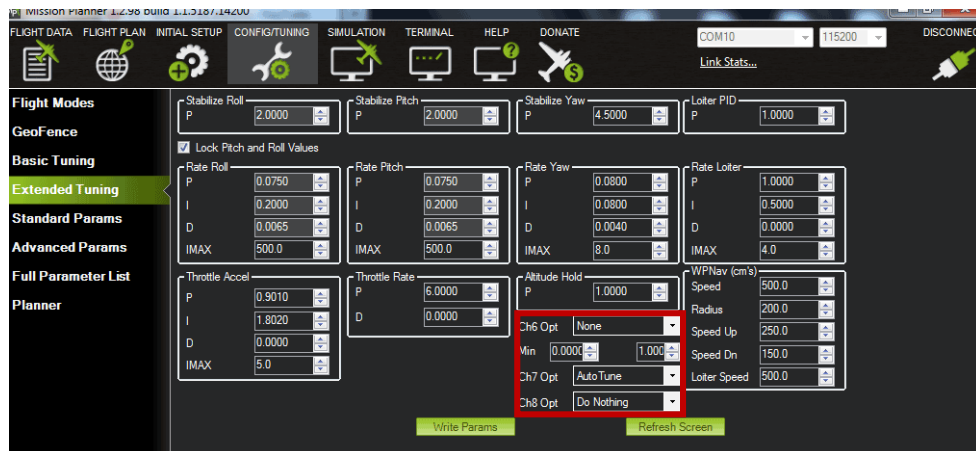 Mission Planner 1.2.98 build 1.1.5187.14200
FLIGHT DATA FLIGHT PLAN INITIAL SETUP CONFIG/TUNING SIMULATION TERMINAL HELP DONATE COM10 115200 DISCONNEC
Link Stats...
Flight Modes
GeoFence
Basic Tuning
Extended Tuning
Standard Params
Advanced Params
Full Parameter List
Planner
Stabilize Roll
P 2.0000
Stabilize Pitch
P 2.0000
Stabilize Yaw
P 4.5000
Loiter PID
P 1.0000
Lock Pitch and Roll Values
Rate Roll
P 0.0750
I 0.2000
D 0.0065
IMAX 500.0
Rate Pitch
P 0.0750
I 0.2000
D 0.0065
IMAX 500.0
Rate Yaw
P 0.0800
I 0.0800
D 0.0040
IMAX 8.0
Rate Loiter
P 1.0000
I 0.5000
D 0.0000
IMAX 4.0
Throttle Accel
P 0.9010
I 1.8020
D 0.0000
IMAX 5.0
Throttle Rate
P 6.0000
D 0.0000
Altitude Hold
P 1.0000
Ch6 Opt None
Min 0.000 1.000
Ch7 Opt AutoTune
Ch8 Opt Do Nothing
WPNav (cm's)
Speed 500.0
Radius 200.0
Speed Up 250.0
Speed Dn 150.0
Loiter Speed 500.0
Write Params Refresh Screen